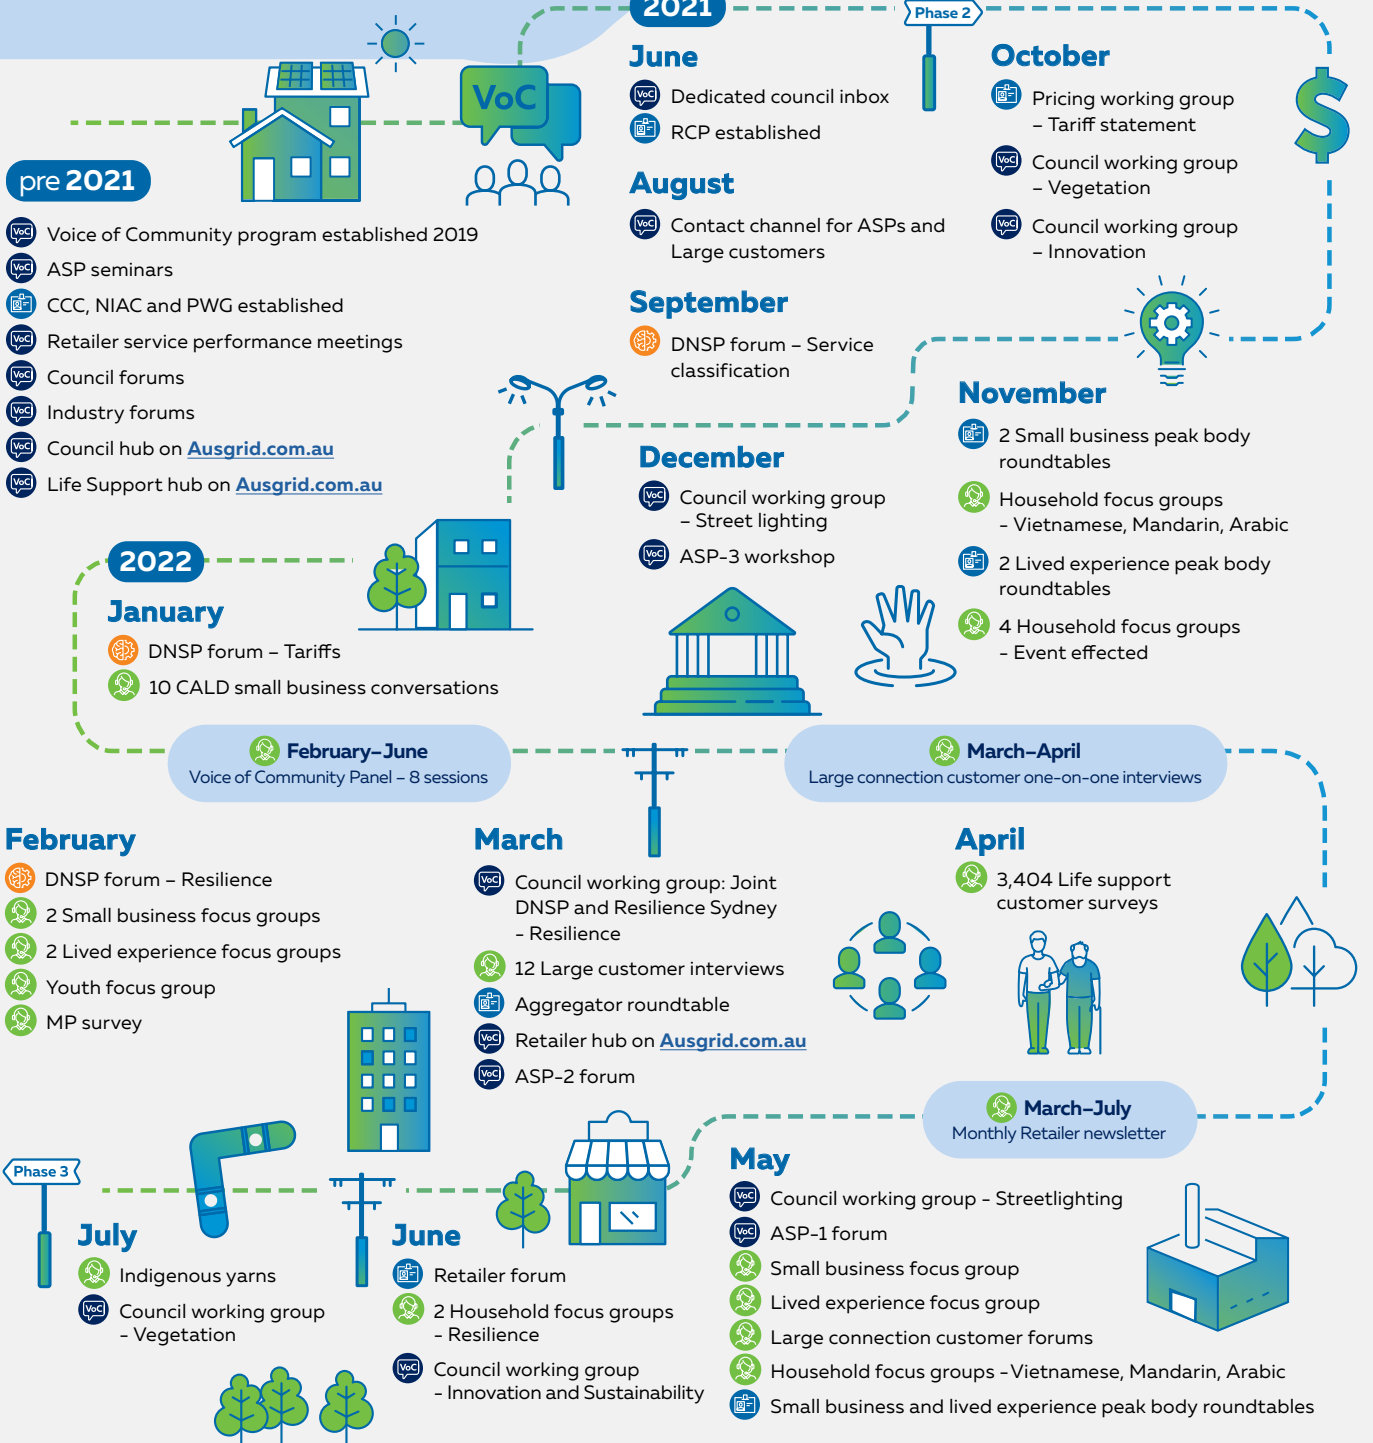 pre 2021
VoC
Voice of Community program established 2019
ASP seminars
CCC, NIAC and PWG established
Retailer service performance meetings
Council forums
Industry forums
Council hub on Ausgrid.com.au
Life Support hub on Ausgrid.com.au
2021
June
Dedicated council inbox
RCP established
August
Contact channel for ASPs and
Large customers
September
DNSP forum – Service
classification
Phase 2
October
Pricing working group
– Tariff statement
Council working group
– Vegetation
Council working group
– Innovation
$
November
2 Small business peak body
roundtables
Household focus groups
- Vietnamese, Mandarin, Arabic
2 Lived experience peak body
roundtables
4 Household focus groups
- Event effected
December
Council working group
– Street lighting
ASP-3 workshop
2022
January
DNSP forum – Tariffs
10 CALD small business conversations
February–June
Voice of Community Panel – 8 sessions
March–April
Large connection customer one-on-one interviews
February
DNSP forum – Resilience
2 Small business focus groups
2 Lived experience focus groups
Youth focus group
MP survey
March
Council working group: Joint
DNSP and Resilience Sydney
- Resilience
12 Large customer interviews
Aggregator roundtable
Retailer hub on Ausgrid.com.au
ASP-2 forum
April
3,404 Life support
customer surveys
March–July
Monthly Retailer newsletter
May
Council working group - Streetlighting
ASP-1 forum
Small business focus group
Lived experience focus group
Large connection customer forums
Household focus groups - Vietnamese, Mandarin, Arabic
Small business and lived experience peak body roundtables
June
Retailer forum
2 Household focus groups
- Resilience
Council working group
- Innovation and Sustainability
Phase 3
July
Indigenous yarns
Council working group
- Vegetation